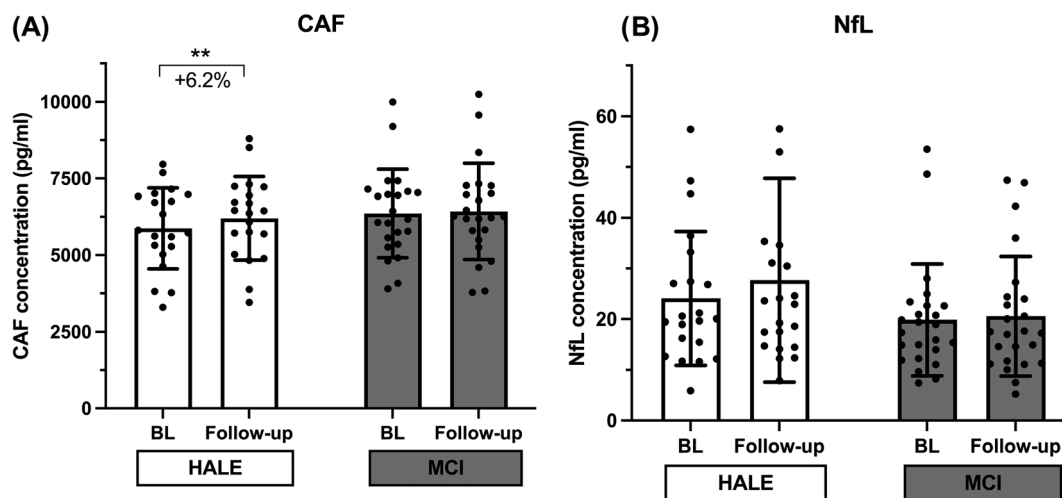 (A)
CAF
**
+6.2%
CAF concentration (pg/ml)
10000
7500
5000
2500
0
BL
Follow-up
BL
Follow-up
HALE
MCI
(B)
NfL
NfL concentration (pg/ml)
60
40
20
0
BL
Follow-up
BL
Follow-up
HALE
MCI